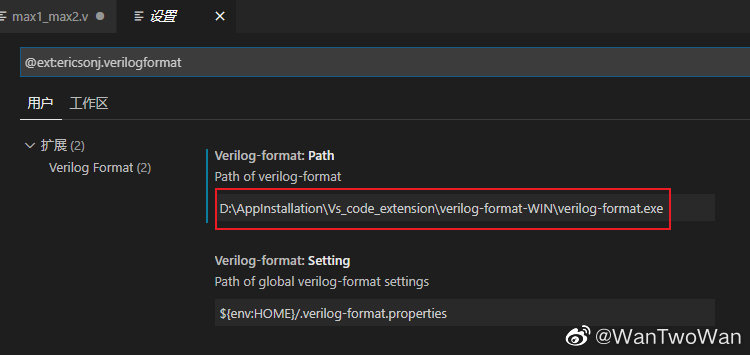 max1_max2.v
设置
@ext:ericsonj.verilogformat
用户 工作区
扩展 (2)
Verilog Format (2)
Verilog-format: Path
Path of verilog-format
D:\AppInstallation\Vs_code_extension\verilog-format-WIN\verilog-format.exe
Verilog-format: Setting
Path of global verilog-format settings
${env:HOME}/.verilog-format.properties
@WanTwoWan